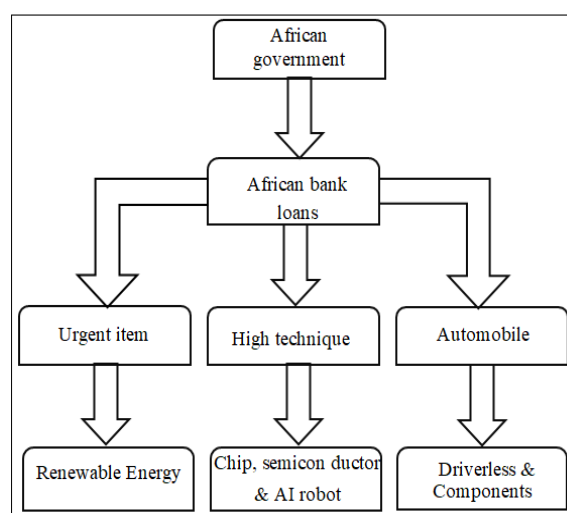 African
government
African bank
loans
Urgent item
High technique
Automobile
Renewable Energy
Chip, semicon ductor
& AI robot
Driverless &
Components